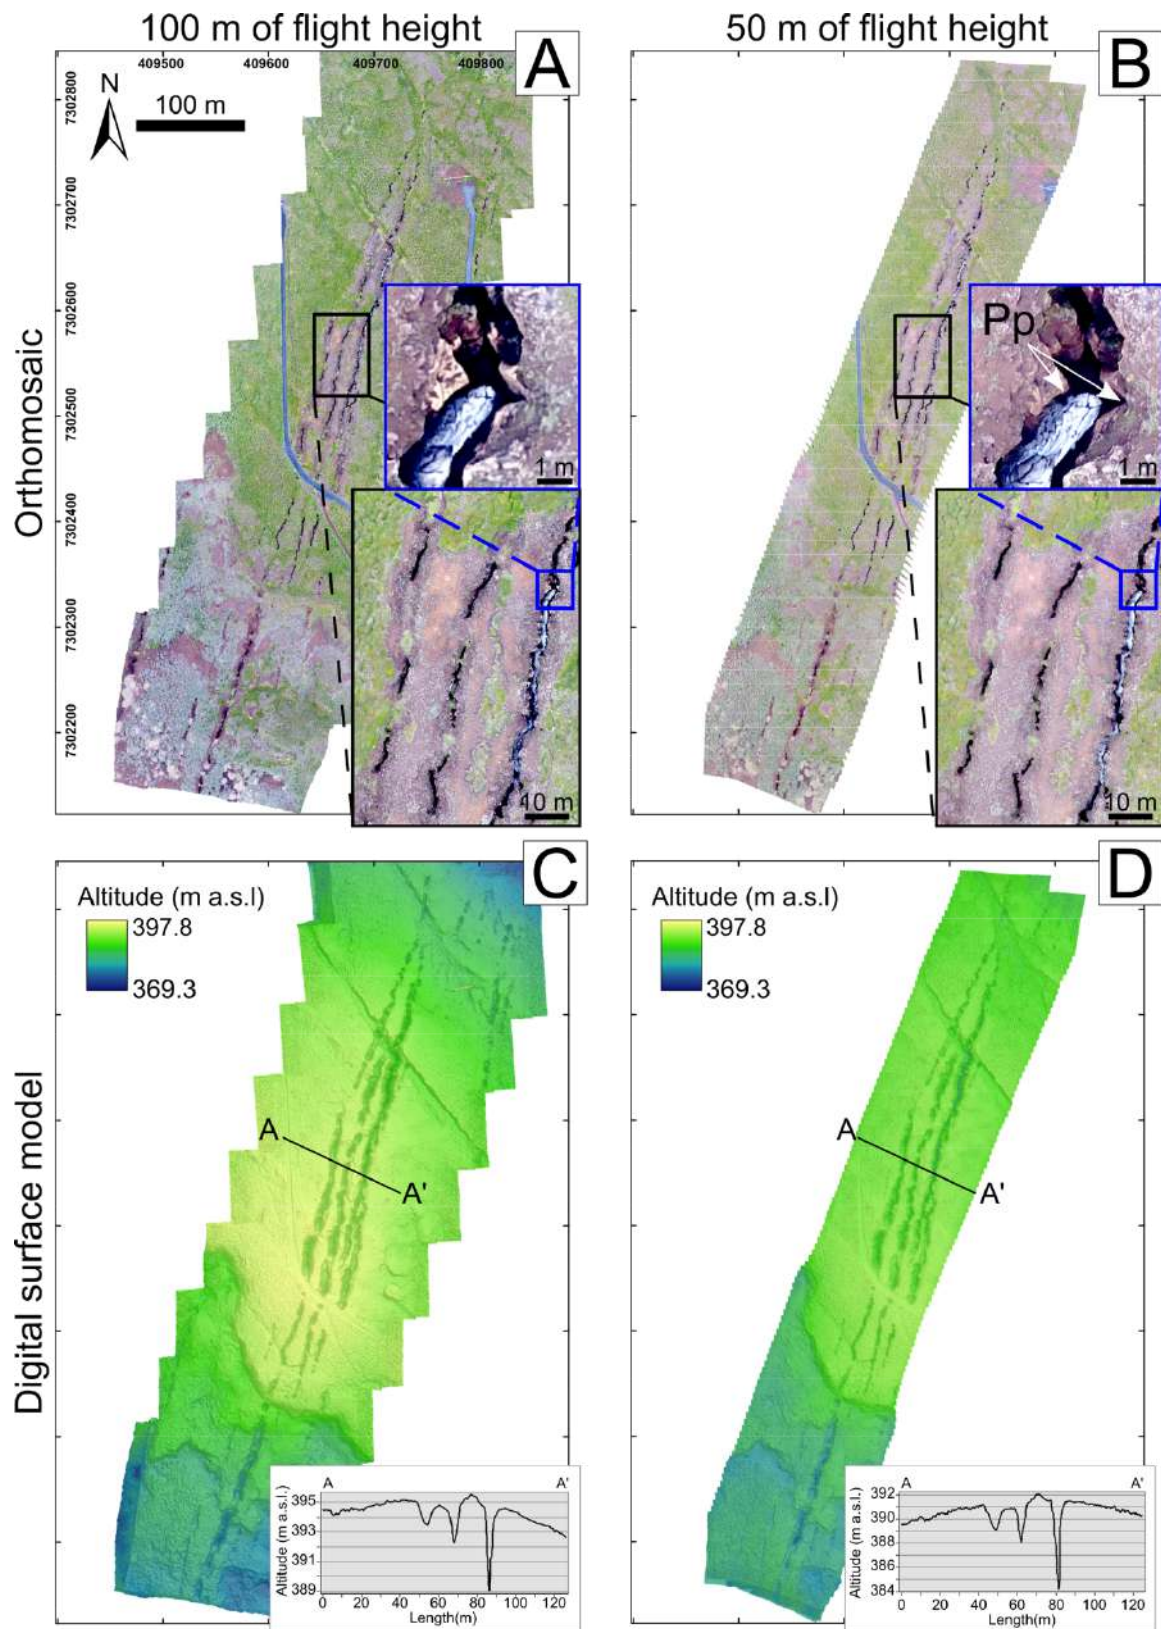 100 m of flight height
50 m of flight height
A
B
409500
409600
409700
409800
N
100 m
7302800
7302700
7302600
7302500
7302400
7302300
7302200
Orthomosaic
1 m
10 m
Pp
1 m
10 m
C
D
Altitude (m a.s.l)
397.8
369.3
Altitude (m a.s.l)
397.8
369.3
A
A'
A
A'
Digital surface model
A
A'
Altitude (m a.s.l.)
395
393
391
389
0
20
40
60
80
100
120
Length(m)
A
A'
Altitude (m a.s.l.)
392
390
388
386
384
0
20
40
60
80
100
120
Length(m)